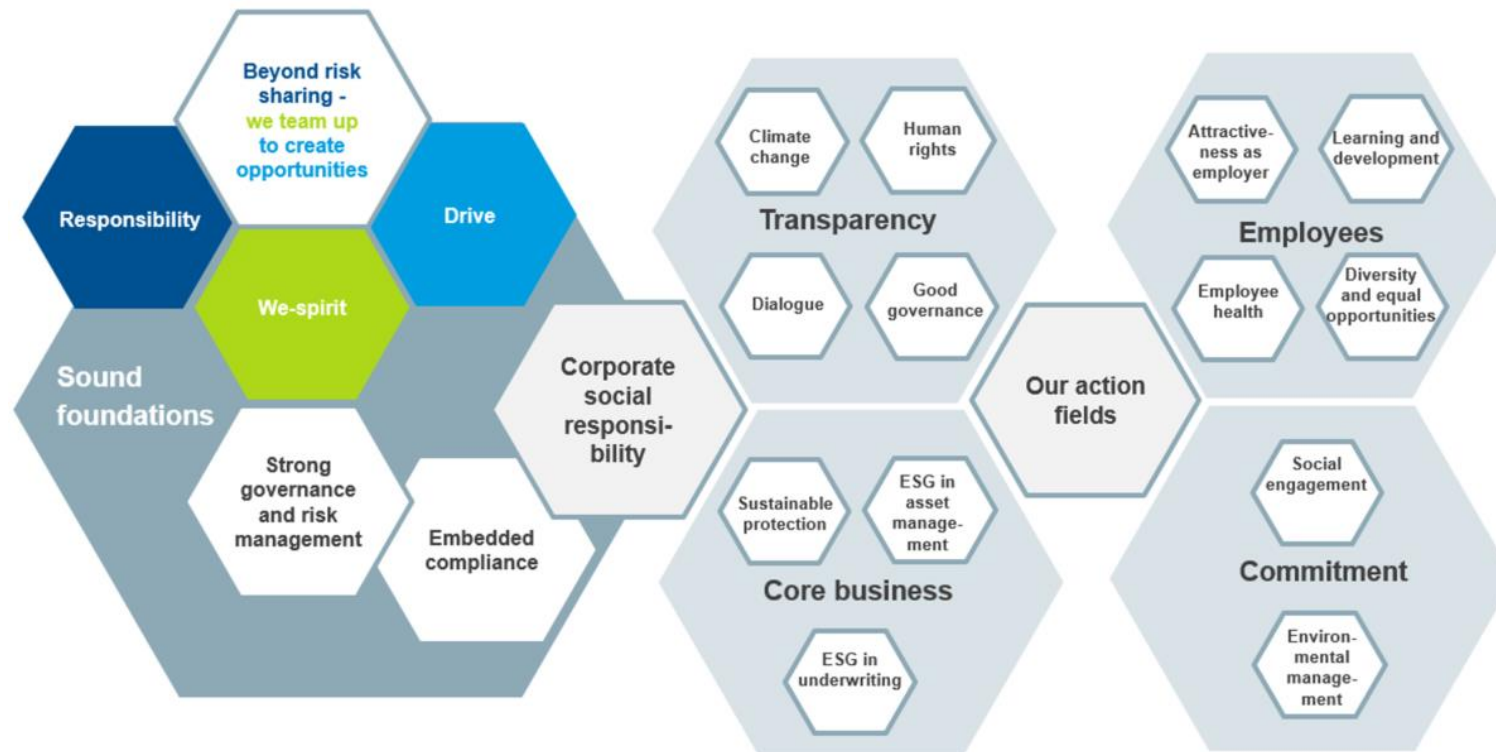 Beyond risk
sharing -
we team up
to create
opportunities
Responsibility
Drive
We-spirit
Sound
foundations
Strong
governance
and risk
management
Embedded
compliance
Corporate
social
responsi-
bility
Climate
change
Human
rights
Transparency
Dialogue
Good
governance
Sustainable
protection
ESG in
asset
manage-
ment
Core business
ESG in
underwriting
Our action
fields
Attractive-
ness as
employer
Learning and
development
Employees
Employee
health
Diversity
and equal
opportunities
Social
engagement
Commitment
Environ-
mental
manage-
ment